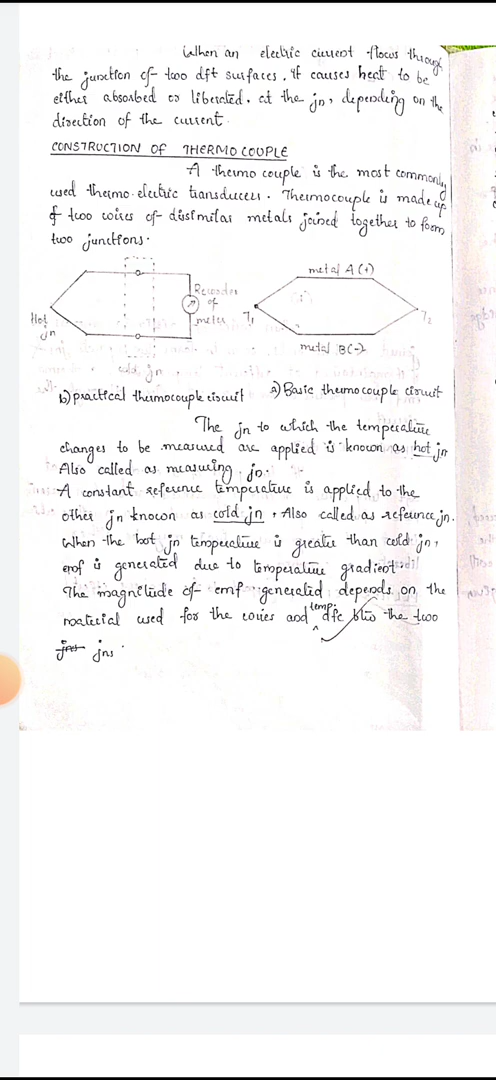 When an electric current flows through
the junction of two dft surfaces, it causes heat to be
either absorbed or liberated, at the jn, depending on the
direction of the current.
CONSTRUCTION OF THERMO COUPLE
A thermo couple is the most commonly
used thermo-electric transducers. Thermocouple is made up
of two wires of dissimilar metals joined together to form
two junctions.
Hot
jn
Recorder
or
meter
cold jn
metal A (+)
T1
T2
metal B(-)
b) practical thermocouple circuit
a) Basic thermocouple circuit
The jn to which the temperature
changes to be measured are applied is known as hot jn
Also called as measuring jn.
A constant reference temperature is applied to the
other jn known as cold jn. Also called as reference jn.
When the hot jn temperature is greater than cold jn,
emf is generated due to temperature gradient.
The magnitude of emf generated depends on the
material used for the wires and temp. dfc btw the two
jns jns.